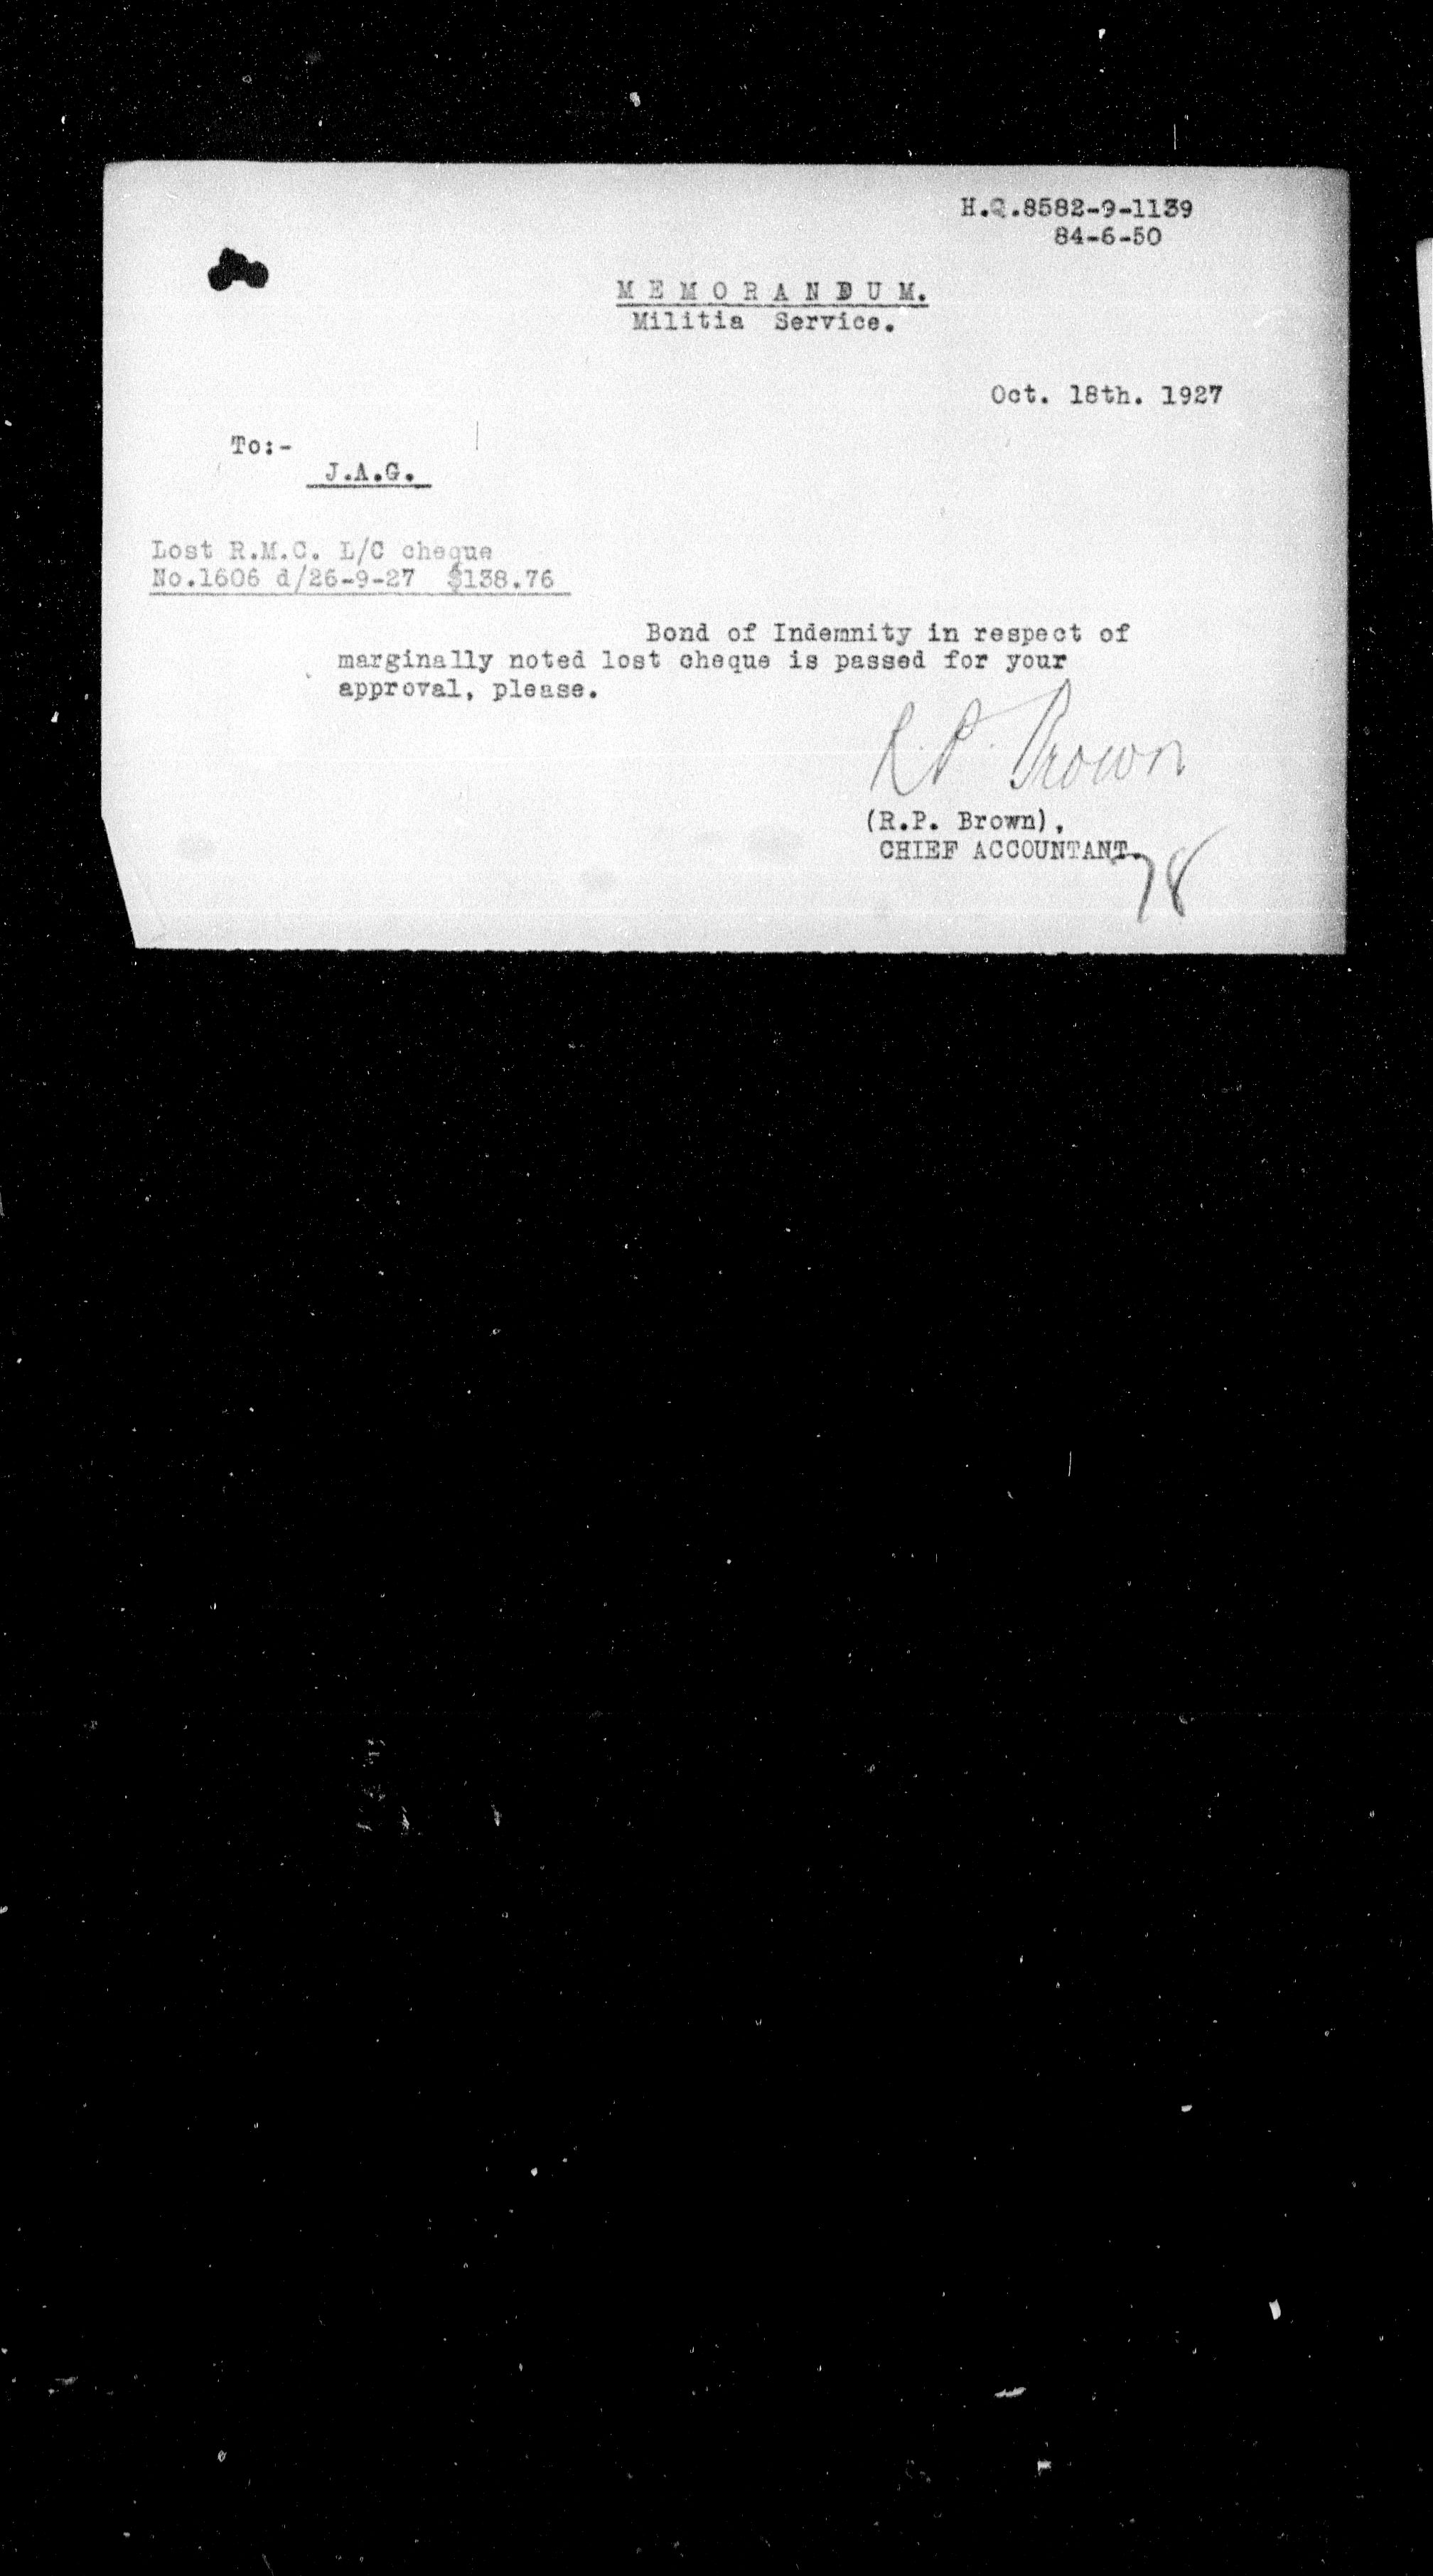 H.Q.8582-9-1139
84-6-50
M E M O R A N D U M.
Militia Service.
Oct. 18th. 1927
To:-
J.A.G.
Lost R.M.C. L/C cheque
No.1606 d/26-9-27 $138.76
Bond of Indemnity in respect of
marginally noted lost cheque is passed for your
approval, please.
R.P. Brown
(R.P. Brown),
CHIEF ACCOUNTANT.
78